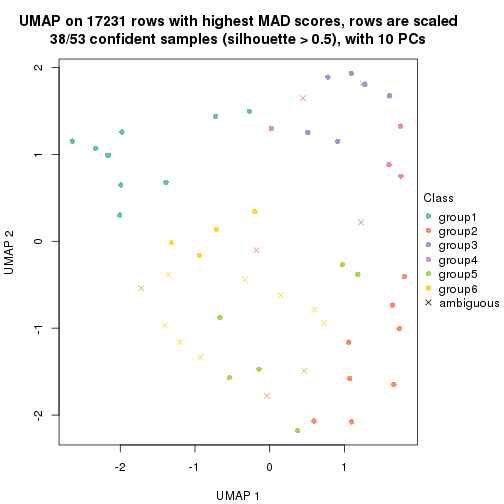 UMAP on 17231 rows with highest MAD scores, rows are scaled
38/53 confident samples (silhouette > 0.5), with 10 PCs
2
1
0
-1
-2
UMAP 2
-2
-1
0
1
UMAP 1
Class
group1
group2
group3
group4
group5
group6
ambiguous